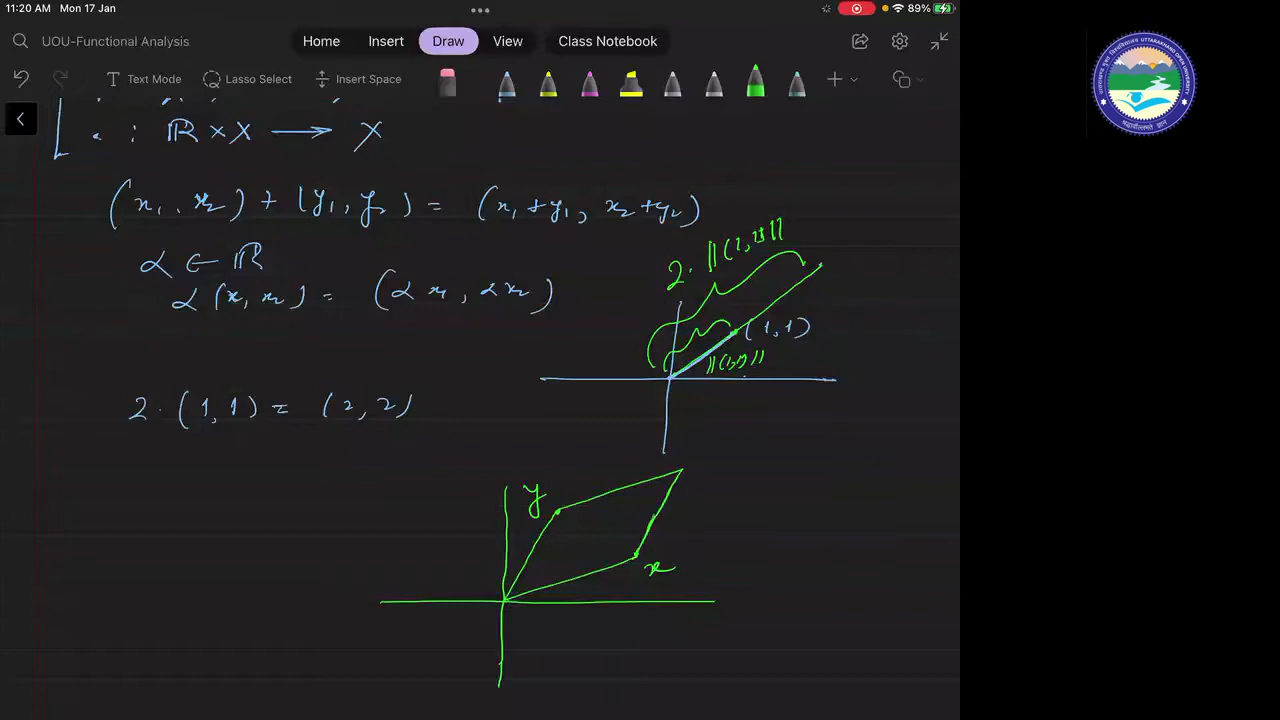 11:20 AM Mon 17 Jan
89%
UOU-Functional Analysis
Home Insert Draw View Class Notebook
Text Mode Lasso Select Insert Space
. : ℝ × X ⟶ X
(x₁, x₂) + (y₁, y₂) = (x₁ + y₁, x₂ + y₂)
α ∈ ℝ
α (x₁, x₂) = (α x₁, α x₂)
2 · ||(1, 1)||
(1, 1)
||(1,1)||
2 · (1, 1) = (2, 2)
y
x